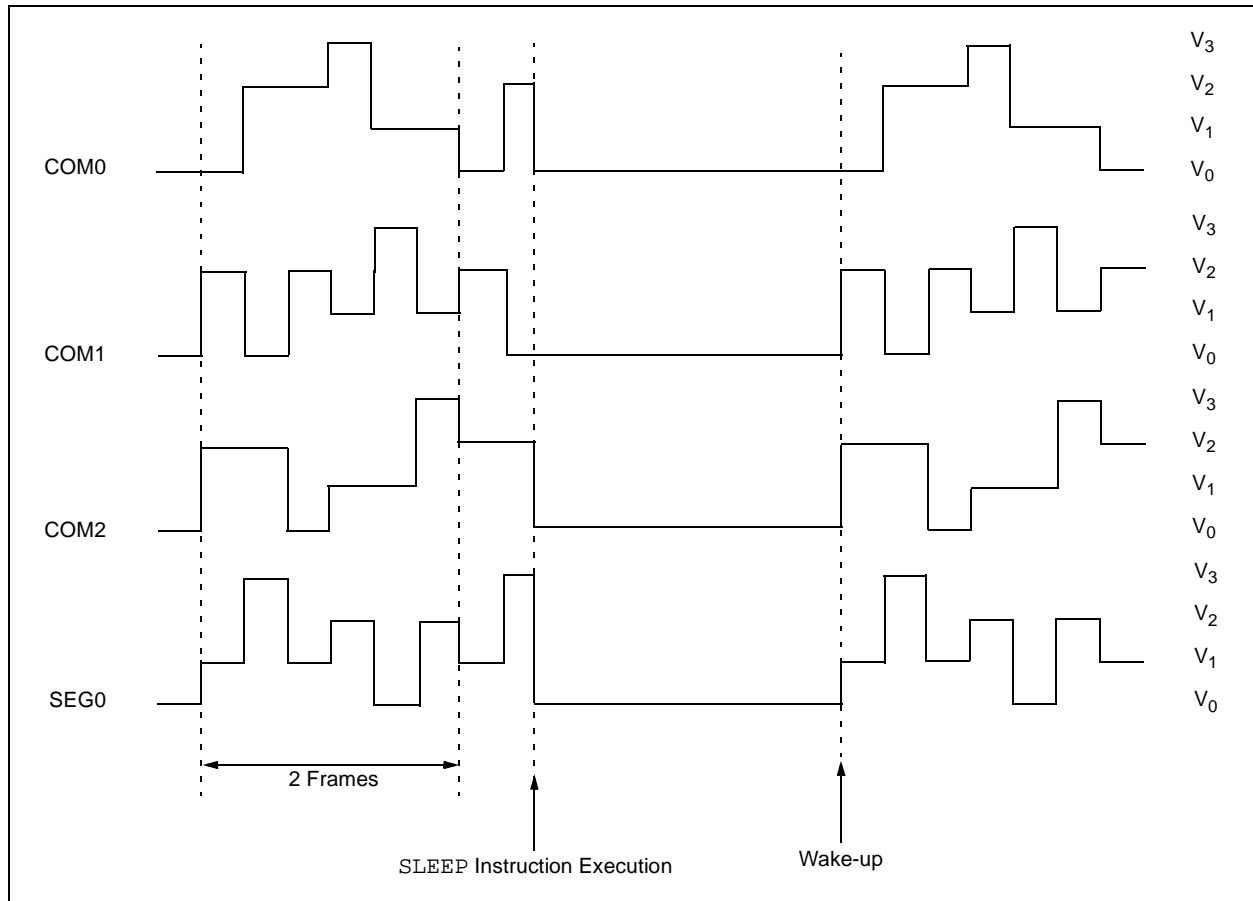 V3
V2
V1
COM0
V0
V3
V2
V1
COM1
V0
V3
V2
V1
COM2
V0
V3
V2
V1
SEG0
V0
2 Frames
SLEEP Instruction Execution
Wake-up